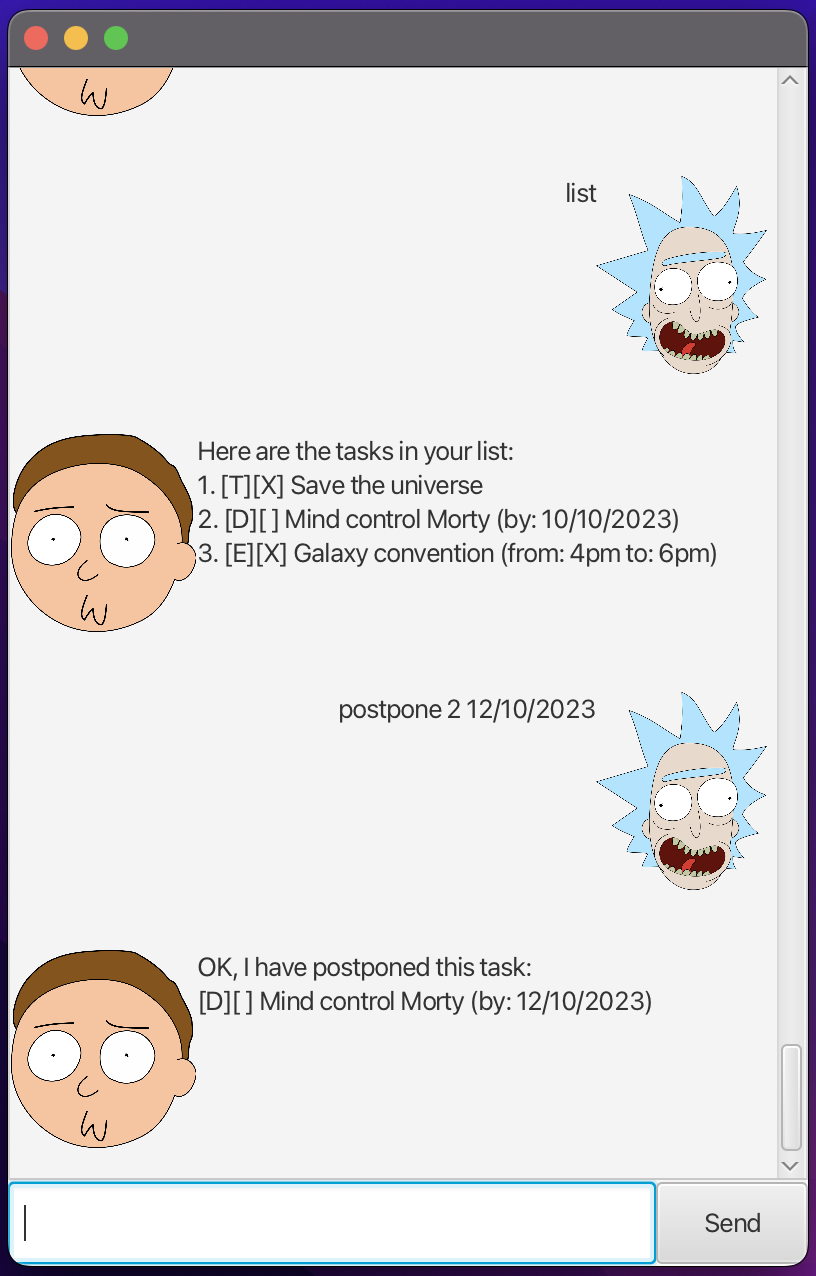 list
Here are the tasks in your list:
1. [T][X] Save the universe
2. [D][ ] Mind control Morty (by: 10/10/2023)
3. [E][X] Galaxy convention (from: 4pm to: 6pm)
postpone 2 12/10/2023
OK, I have postponed this task:
[D][ ] Mind control Morty (by: 12/10/2023)
Send